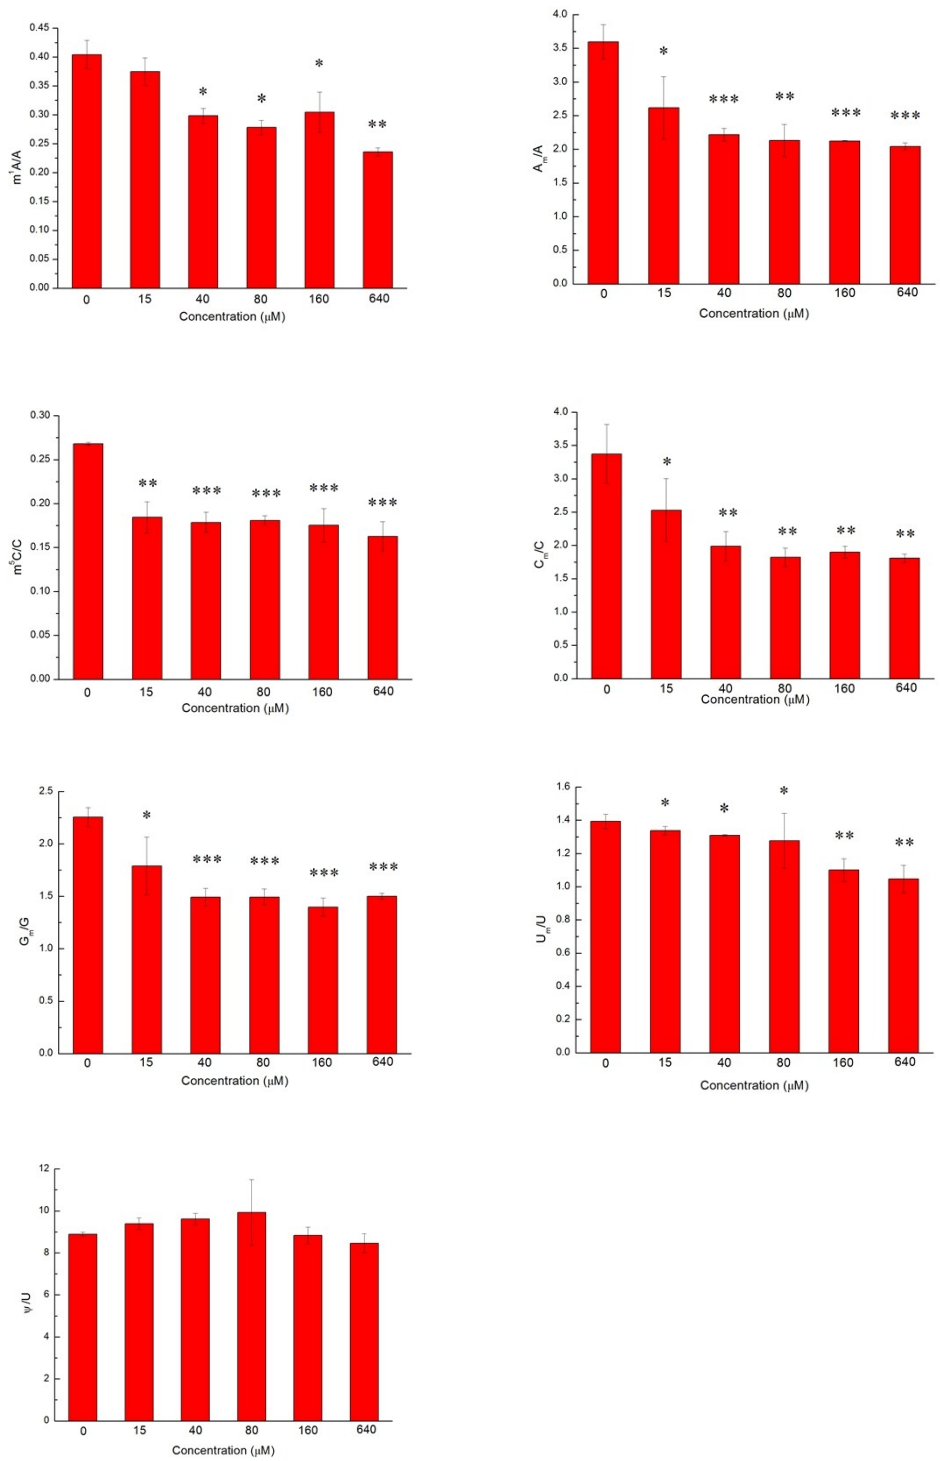 0.45
0.40
0.35
0.30
0.25
0.20
0.15
0.10
0.05
0.00
m¹A/A
* * * **
0 15 40 80 160 640
Concentration (μM)
4.0
3.5
3.0
2.5
2.0
1.5
1.0
0.5
0.0
Aₘ/A
* *** ** *** ***
0 15 40 80 160 640
Concentration (μM)
0.30
0.25
0.20
0.15
0.10
0.05
0.00
m⁵C/C
** *** *** *** ***
0 15 40 80 160 640
Concentration (μM)
4.0
3.5
3.0
2.5
2.0
1.5
1.0
0.5
0.0
Cₘ/C
* ** ** ** **
0 15 40 80 160 640
Concentration (μM)
2.5
2.0
1.5
1.0
0.5
0.0
Gₘ/G
* *** *** *** ***
0 15 40 80 160 640
Concentration (μM)
1.6
1.4
1.2
1.0
0.8
0.6
0.4
0.2
0.0
Uₘ/U
* * * ** **
0 15 40 80 160 640
Concentration (μM)
12
10
8
6
4
2
0
ψ/U
0 15 40 80 160 640
Concentration (μM)